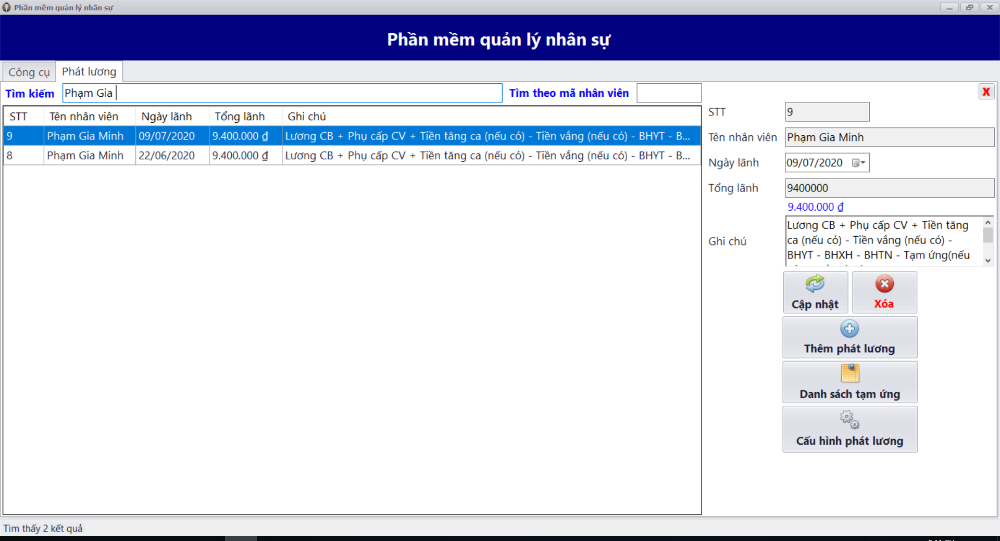 Phần mềm quản lý nhân sự
Phần mềm quản lý nhân sự
Công cụ Phát lương
Tìm kiếm Phạm Gia Tìm theo mã nhân viên X
STT Tên nhân viên Ngày lãnh Tổng lãnh Ghi chú
9 Phạm Gia Minh 09/07/2020 9.400.000 ₫ Lương CB + Phụ cấp CV + Tiền tăng ca (nếu có) - Tiền vắng (nếu có) - BHYT - B...
8 Phạm Gia Minh 22/06/2020 9.400.000 ₫ Lương CB + Phụ cấp CV + Tiền tăng ca (nếu có) - Tiền vắng (nếu có) - BHYT - B...
STT 9
Tên nhân viên Phạm Gia Minh
Ngày lãnh 09/07/2020
Tổng lãnh 9400000
9.400.000 ₫
Ghi chú
Lương CB + Phụ cấp CV + Tiền tăng
ca (nếu có) - Tiền vắng (nếu có) -
BHYT - BHXH - BHTN - Tạm ứng(nếu
Cập nhật Xóa
Thêm phát lương
Danh sách tạm ứng
Cấu hình phát lương
Tìm thấy 2 kết quả